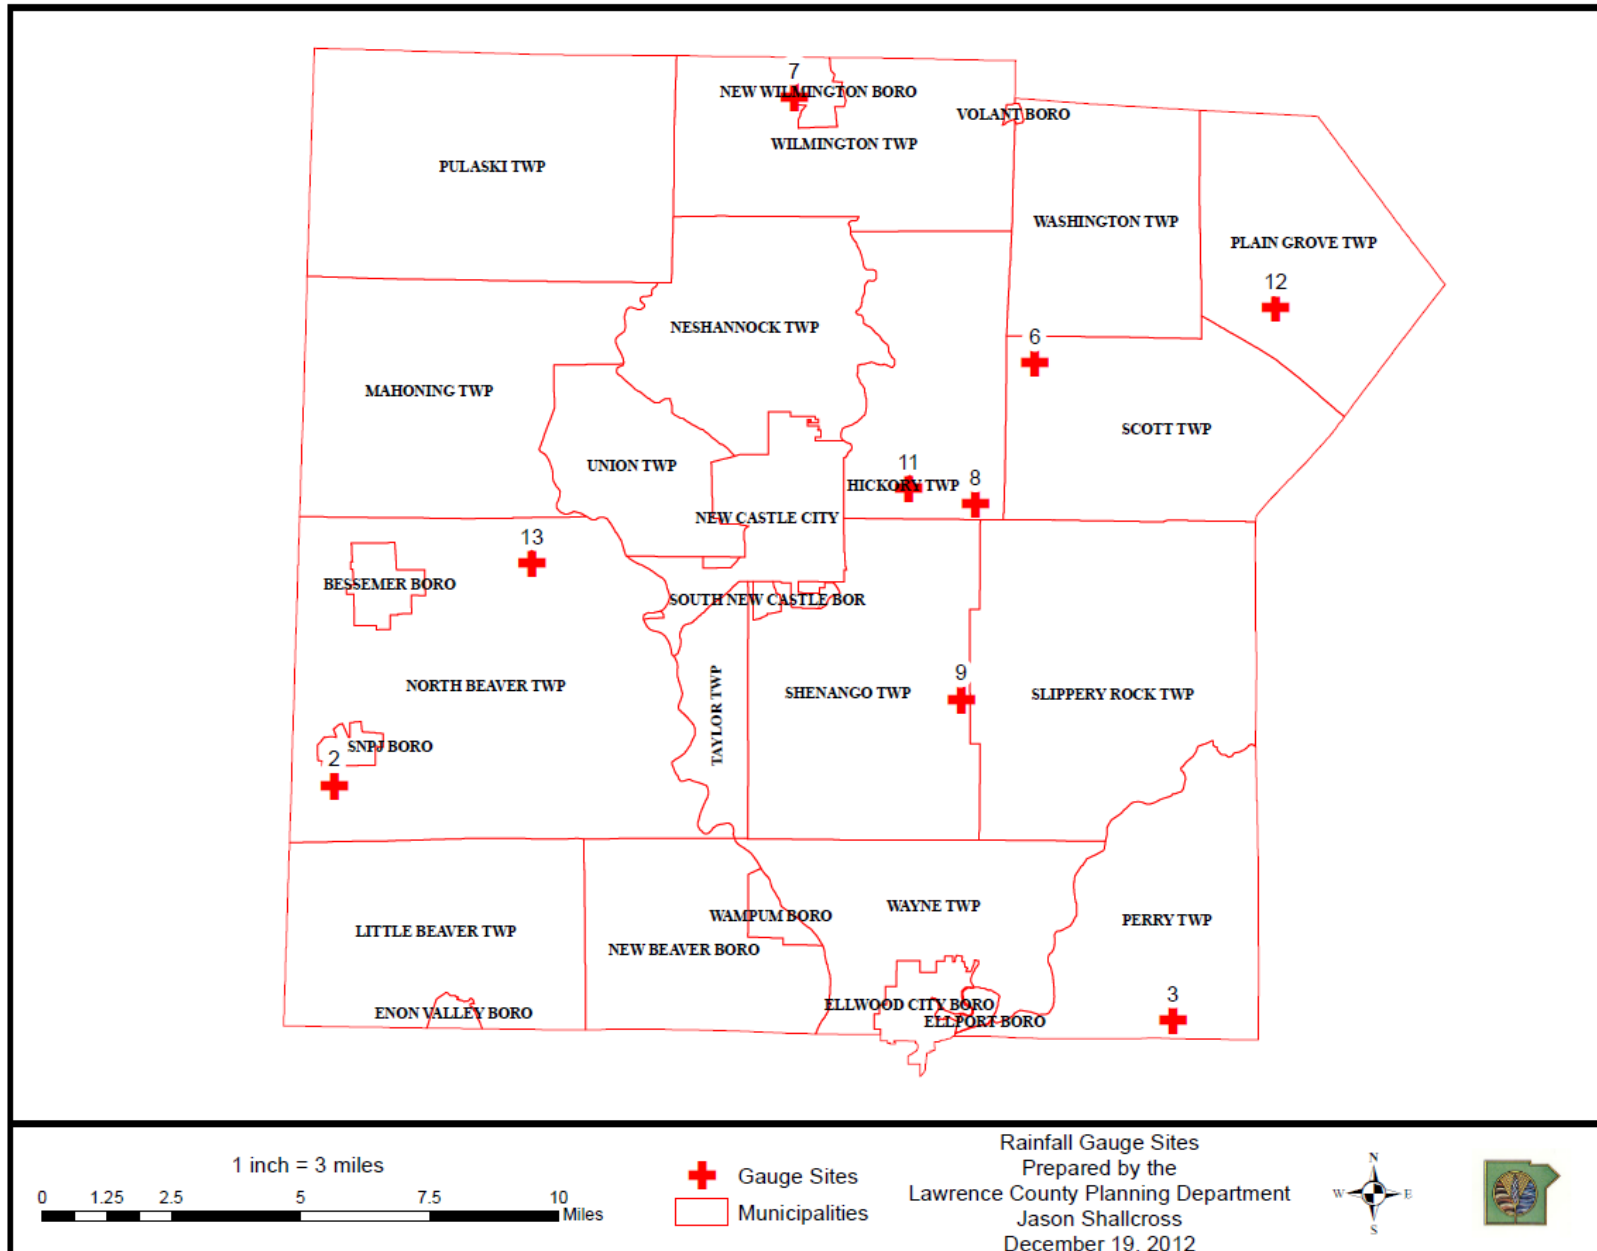 7
NEW WILMINGTON BORO
VOLANT BORO
WILMINGTON TWP
PULASKI TWP
WASHINGTON TWP
PLAIN GROVE TWP
12
NESHANNOCK TWP
6
MAHONING TWP
SCOTT TWP
UNION TWP
11
8
HICKORY TWP
NEW CASTLE CITY
13
BESSEMER BORO
SOUTH NEW CASTLE BOR
9
NORTH BEAVER TWP
SHENANGO TWP
SLIPPERY ROCK TWP
TAYLOR TWP
SNPJ BORO
2
WAYNE TWP
WAMPUM BORO
PERRY TWP
LITTLE BEAVER TWP
NEW BEAVER BORO
3
ELLWOOD CITY BORO
ENON VALLEY BORO
ELLPORT BORO
1 inch = 3 miles
0 1.25 2.5 5 7.5 10
Miles
Gauge Sites
Municipalities
Rainfall Gauge Sites
Prepared by the
Lawrence County Planning Department
Jason Shallcross
December 19, 2012
N
W E
S